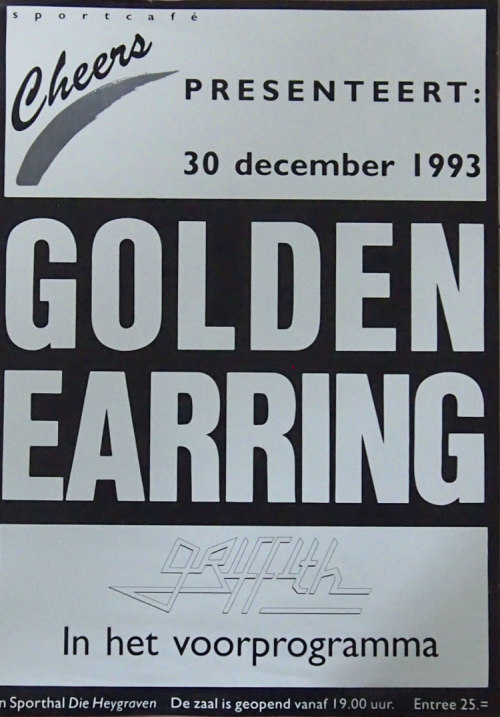 sportcafé
Cheers
PRESENTEERT:
30 december 1993
GOLDEN
EARRING
griffith
In het voorprogramma
n Sporthal Die Heygraven De zaal is geopend vanaf 19.00 uur. Entree 25.=